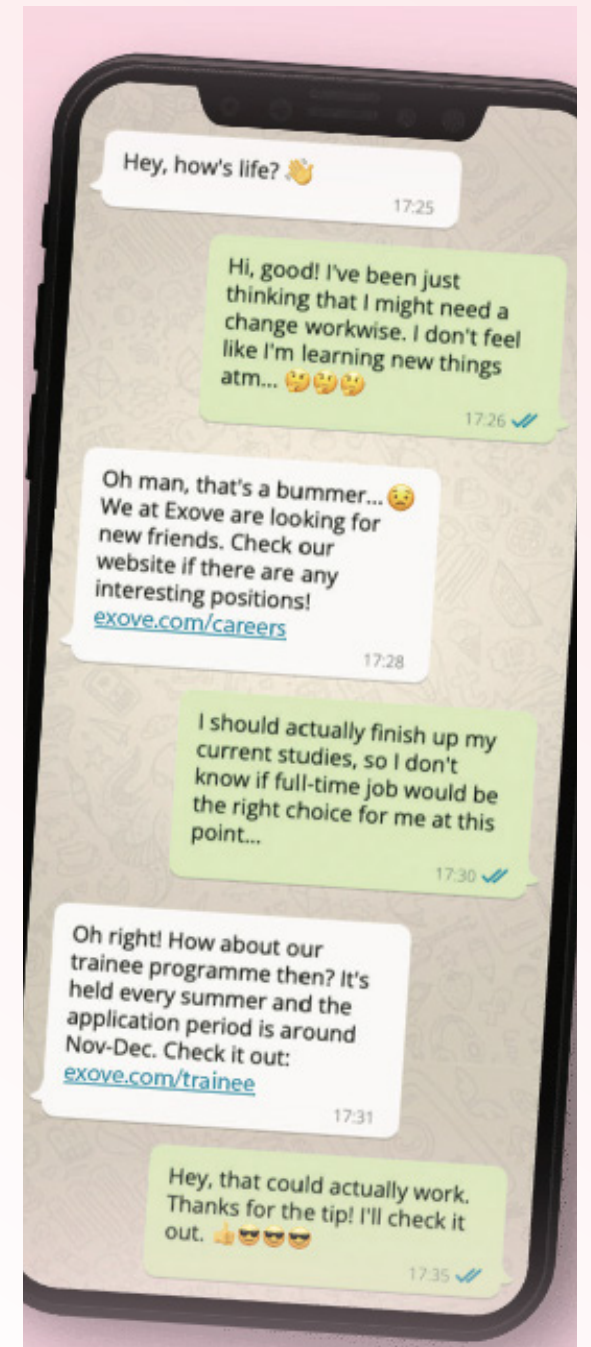 Hey, how's life? 👋
17:25
Hi, good! I've been just
thinking that I might need a
change workwise. I don't feel
like I'm learning new things
atm... 🤔🤔🤔
17:26
Oh man, that's a bummer... 😟
We at Exove are looking for
new friends. Check our
website if there are any
interesting positions!
exove.com/careers
17:28
I should actually finish up my
current studies, so I don't
know if full-time job would be
the right choice for me at this
point...
17:30
Oh right! How about our
trainee programme then? It's
held every summer and the
application period is around
Nov-Dec. Check it out:
exove.com/trainee
17:31
Hey, that could actually work.
Thanks for the tip! I'll check it
out. 👍😎😎😎
17:35